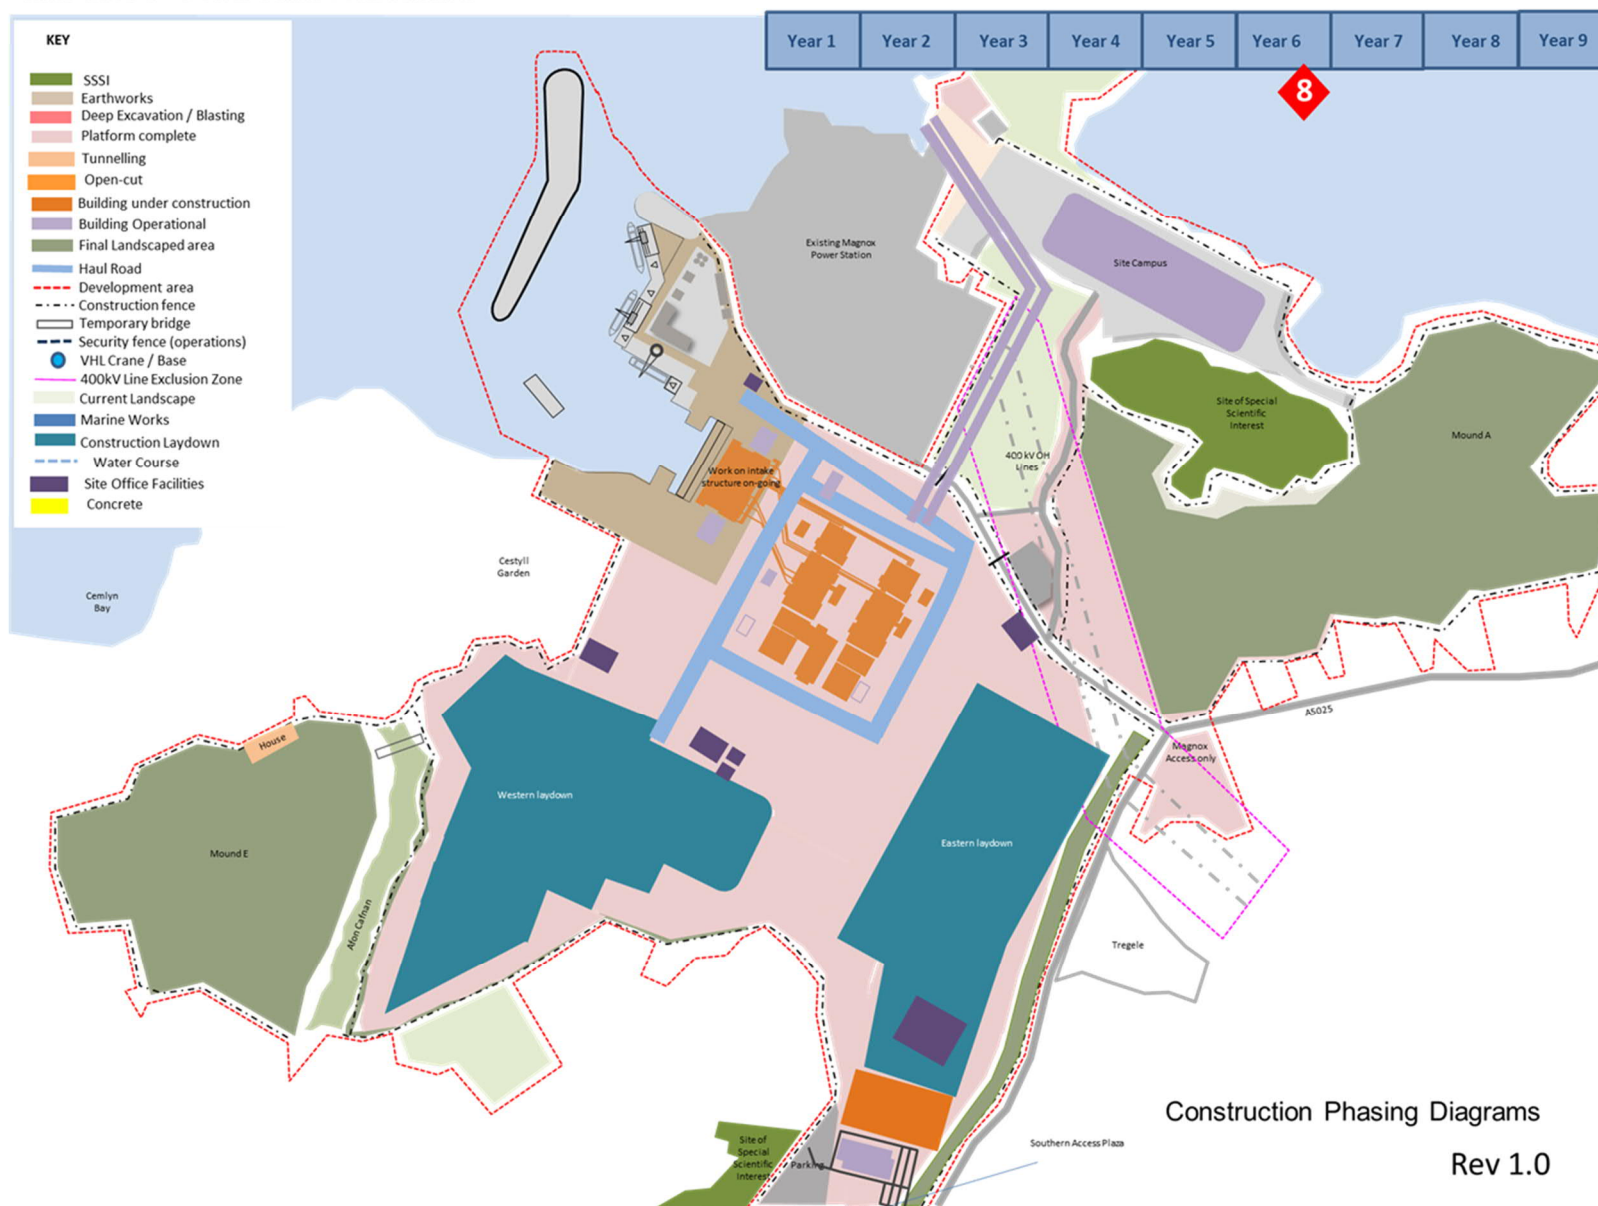 KEY
SSSI
Earthworks
Deep Excavation / Blasting
Platform complete
Tunnelling
Open-cut
Building under construction
Building Operational
Final Landscaped area
Haul Road
Development area
Construction fence
Temporary bridge
Security fence (operations)
VHL Crane / Base
400kV Line Exclusion Zone
Current Landscape
Marine Works
Construction Laydown
Water Course
Site Office Facilities
Concrete
Year 1
Year 2
Year 3
Year 4
Year 5
Year 6
Year 7
Year 8
Year 9
8
Existing Magnox
Power Station
Site Campus
Site of Special
Scientific
Interest
Mound A
400 kV OH
Lines
Work on intake
structure on-going
Cestyll
Garden
Cemlyn
Bay
A5025
House
Magnox
Access only
Western laydown
Eastern laydown
Mound E
Afon Cafnan
Tregele
Construction Phasing Diagrams
Southern Access Plaza
Site of
Special
Scientific
Interest
Parking
Rev 1.0